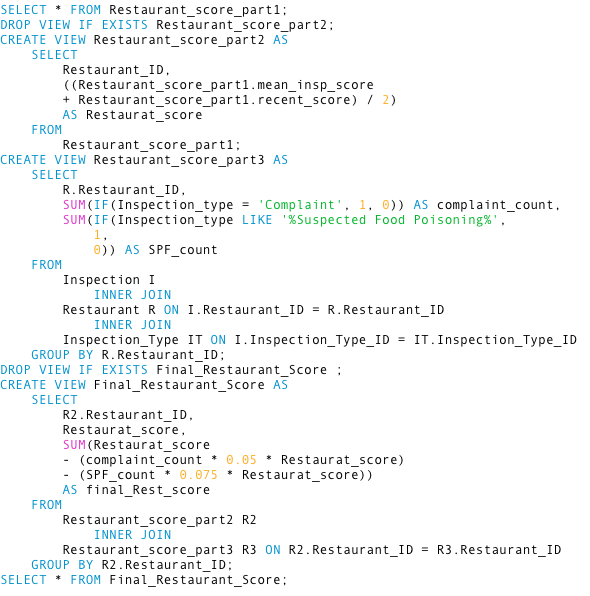 SELECT * FROM Restaurant_score_part1;
DROP VIEW IF EXISTS Restaurant_score_part2;
CREATE VIEW Restaurant_score_part2 AS
    SELECT
        Restaurant_ID,
        ((Restaurant_score_part1.mean_insp_score
        + Restaurant_score_part1.recent_score) / 2)
        AS Restaurat_score
    FROM
        Restaurant_score_part1;
CREATE VIEW Restaurant_score_part3 AS
    SELECT
        R.Restaurant_ID,
        SUM(IF(Inspection_type = 'Complaint', 1, 0)) AS complaint_count,
        SUM(IF(Inspection_type LIKE '%Suspected Food Poisoning%',
            1,
            0)) AS SPF_count
    FROM
        Inspection I
            INNER JOIN
        Restaurant R ON I.Restaurant_ID = R.Restaurant_ID
            INNER JOIN
        Inspection_Type IT ON I.Inspection_Type_ID = IT.Inspection_Type_ID
    GROUP BY R.Restaurant_ID;
DROP VIEW IF EXISTS Final_Restaurant_Score ;
CREATE VIEW Final_Restaurant_Score AS
    SELECT
        R2.Restaurant_ID,
        Restaurat_score,
        SUM(Restaurat_score
        - (complaint_count * 0.05 * Restaurat_score)
        - (SPF_count * 0.075 * Restaurat_score))
        AS final_Rest_score
    FROM
        Restaurant_score_part2 R2
            INNER JOIN
        Restaurant_score_part3 R3 ON R2.Restaurant_ID = R3.Restaurant_ID
    GROUP BY R2.Restaurant_ID;
SELECT * FROM Final_Restaurant_Score;